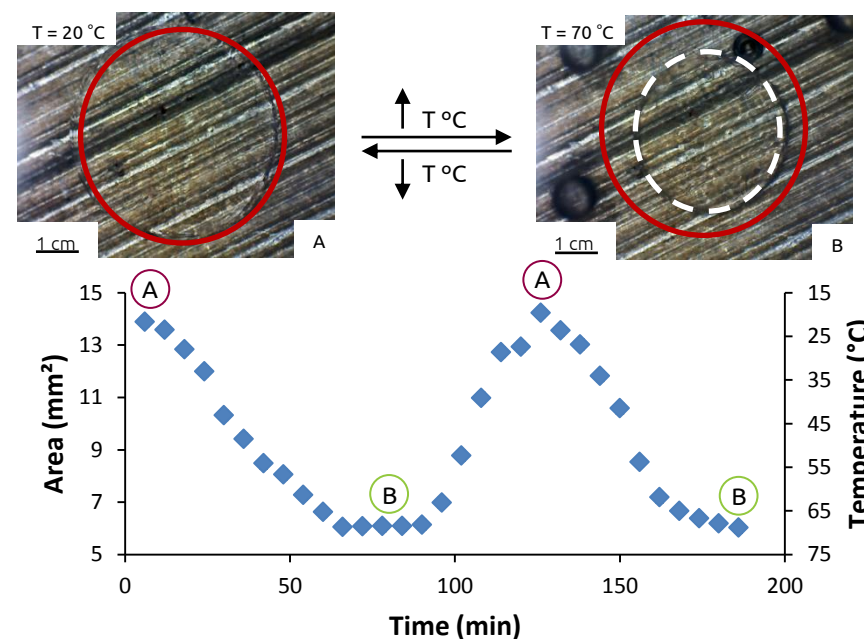 T = 20 °C
T = 70 °C
T °C
T °C
1 cm
A
1 cm
B
A
A
B
B
15
13
11
9
7
5
15
25
35
45
55
65
75
0
50
100
150
200
Area (mm²)
Temperature (°C)
Time (min)